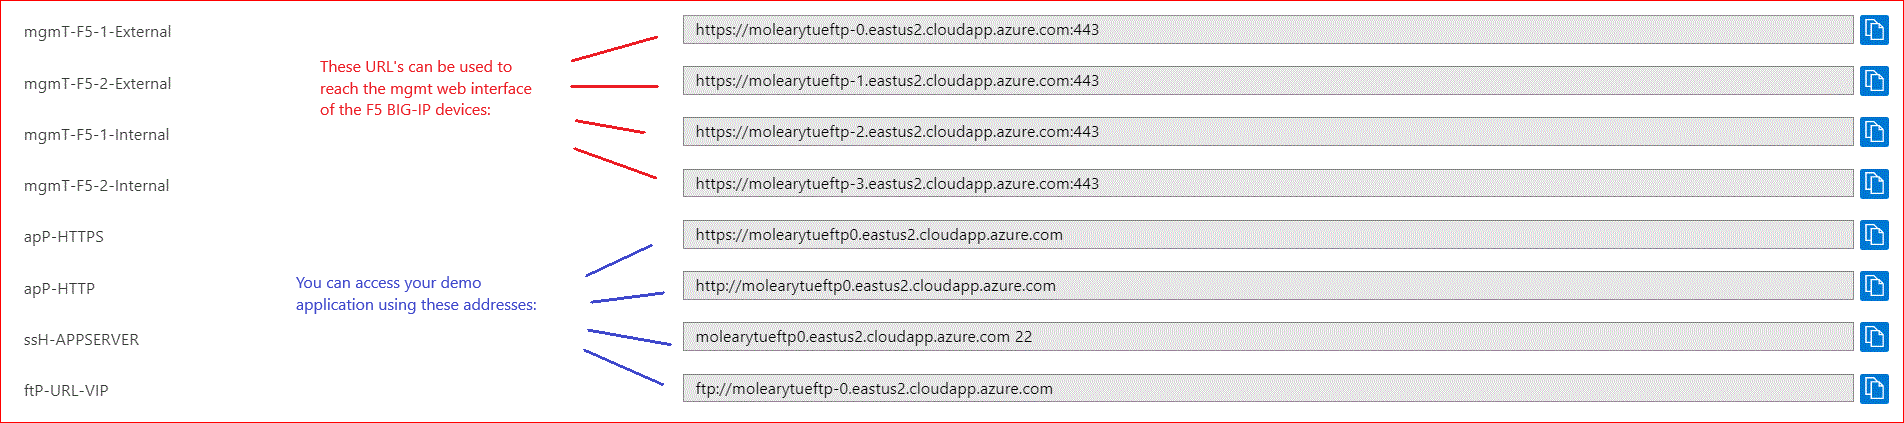 mgmT-F5-1-External
https://molearytueftp-0.eastus2.cloudapp.azure.com:443
These URL's can be used to
reach the mgmt web interface
of the F5 BIG-IP devices:
mgmT-F5-2-External
https://molearytueftp-1.eastus2.cloudapp.azure.com:443
mgmT-F5-1-Internal
https://molearytueftp-2.eastus2.cloudapp.azure.com:443
mgmT-F5-2-Internal
https://molearytueftp-3.eastus2.cloudapp.azure.com:443
apP-HTTPS
https://molearytueftp0.eastus2.cloudapp.azure.com
You can access your demo
application using these addresses:
apP-HTTP
http://molearytueftp0.eastus2.cloudapp.azure.com
ssH-APPSERVER
molearytueftp0.eastus2.cloudapp.azure.com 22
ftP-URL-VIP
ftp://molearytueftp-0.eastus2.cloudapp.azure.com